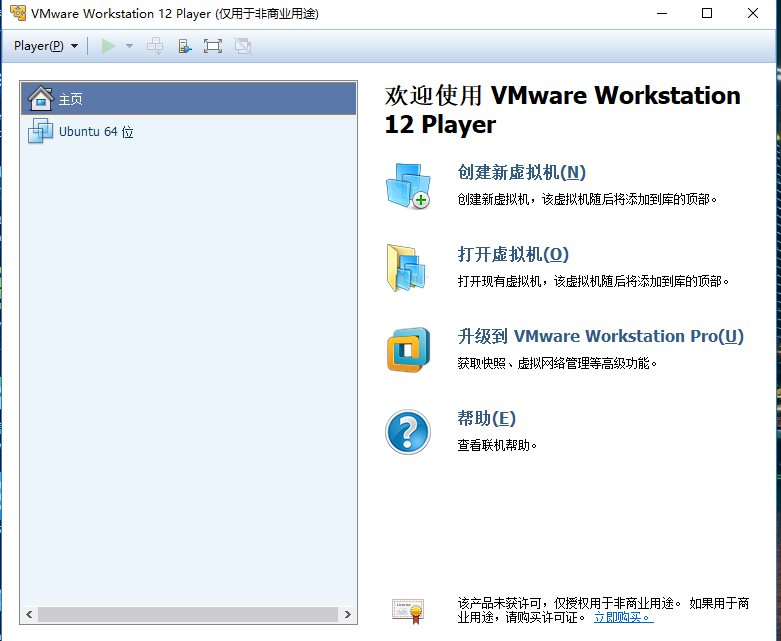 VMware Workstation 12 Player (仅用于非商业用途)
Player(P)
主页
Ubuntu 64 位
欢迎使用 VMware Workstation
12 Player
创建新虚拟机(N)
创建新虚拟机，该虚拟机随后将添加到库的顶部。
打开虚拟机(O)
打开现有虚拟机，该虚拟机随后将添加到库的顶部。
升级到 VMware Workstation Pro(U)
获取快照、虚拟网络管理等高级功能。
帮助(E)
查看联机帮助。
该产品未获许可，仅授权用于非商业用途。 如果用于商
业用途，请购买许可证。 立即购买。